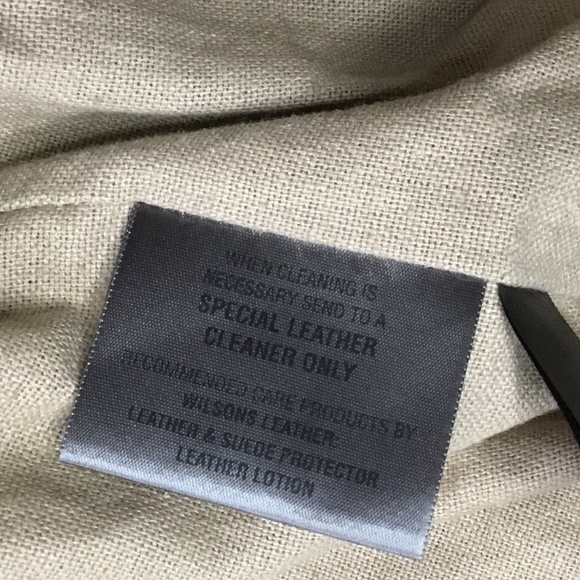 WHEN CLEANING IS
NECESSARY SEND TO A
SPECIAL LEATHER
CLEANER ONLY
RECOMMENDED CARE PRODUCTS BY
WILSONS LEATHER:
LEATHER & SUEDE PROTECTOR
LEATHER LOTION